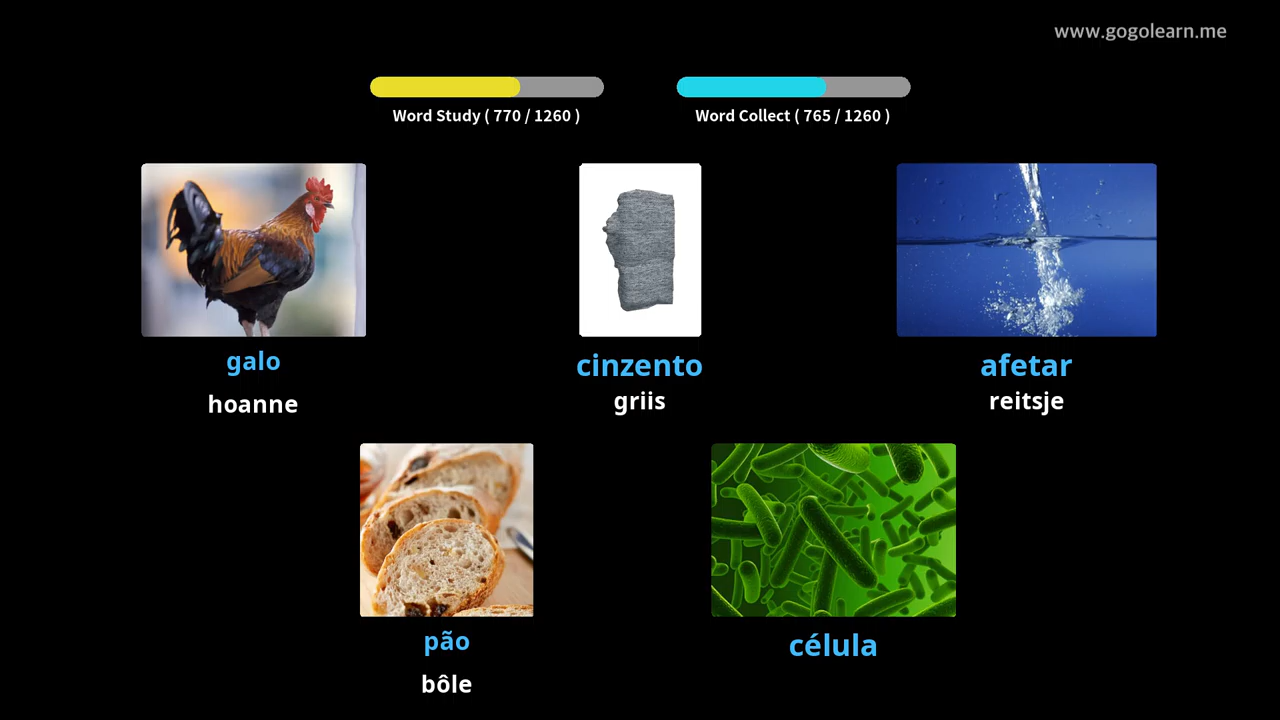 www.gogolearn.me
Word Study ( 770 / 1260 )
Word Collect ( 765 / 1260 )
galo
hoanne
cinzento
griis
afetar
reitsje
pão
bôle
célula